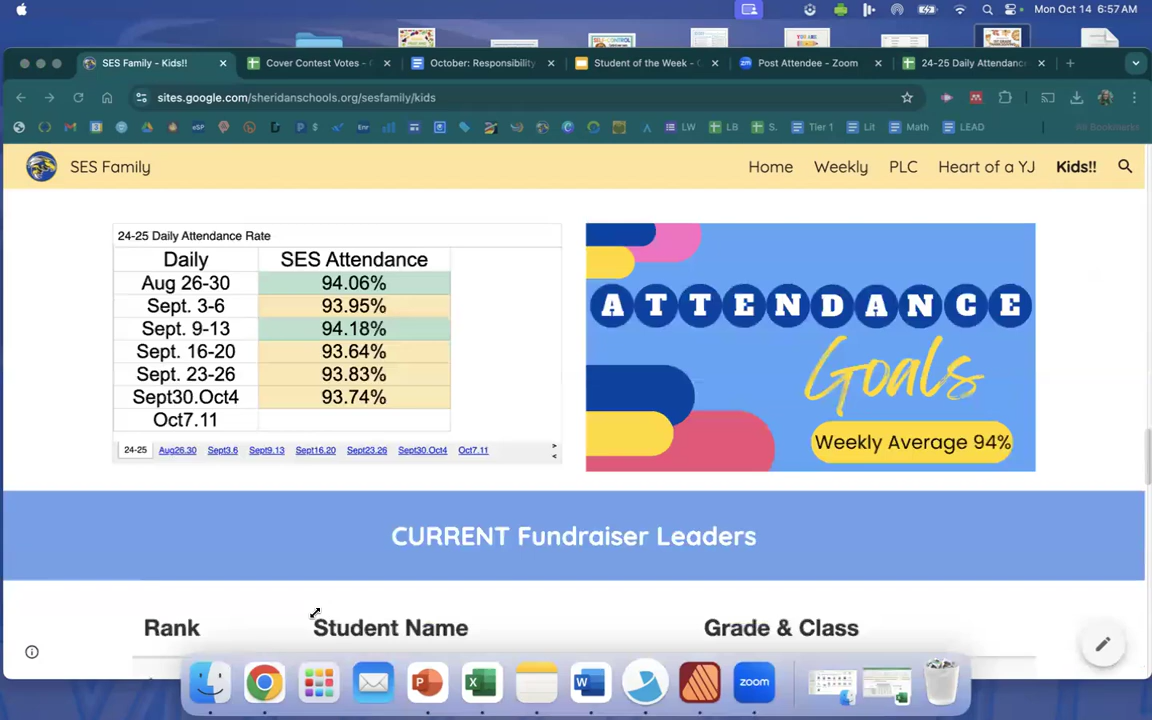 Mon Oct 14 6:57 AM
SES Family - Kids!!
Cover Contest Votes -
October: Responsibility
Student of the Week -
Post Attendee - Zoom
24-25 Daily Attendance
sites.google.com/sheridanschools.org/sesfamily/kids
LW
LB
S.
Tier 1
Lit
Math
LEAD
All Bookmarks
SES Family
Home
Weekly
PLC
Heart of a YJ
Kids!!
24-25 Daily Attendance Rate
Daily SES Attendance
Aug 26-30 94.06%
Sept. 3-6 93.95%
Sept. 9-13 94.18%
Sept. 16-20 93.64%
Sept. 23-26 93.83%
Sept30.Oct4 93.74%
Oct7.11
24-25 Aug26.30 Sept3.6 Sept9.13 Sept16.20 Sept23.26 Sept30.Oct4 Oct7.11
ATTENDANCE
Goals
Weekly Average 94%
CURRENT Fundraiser Leaders
Rank Student Name Grade & Class
zoom